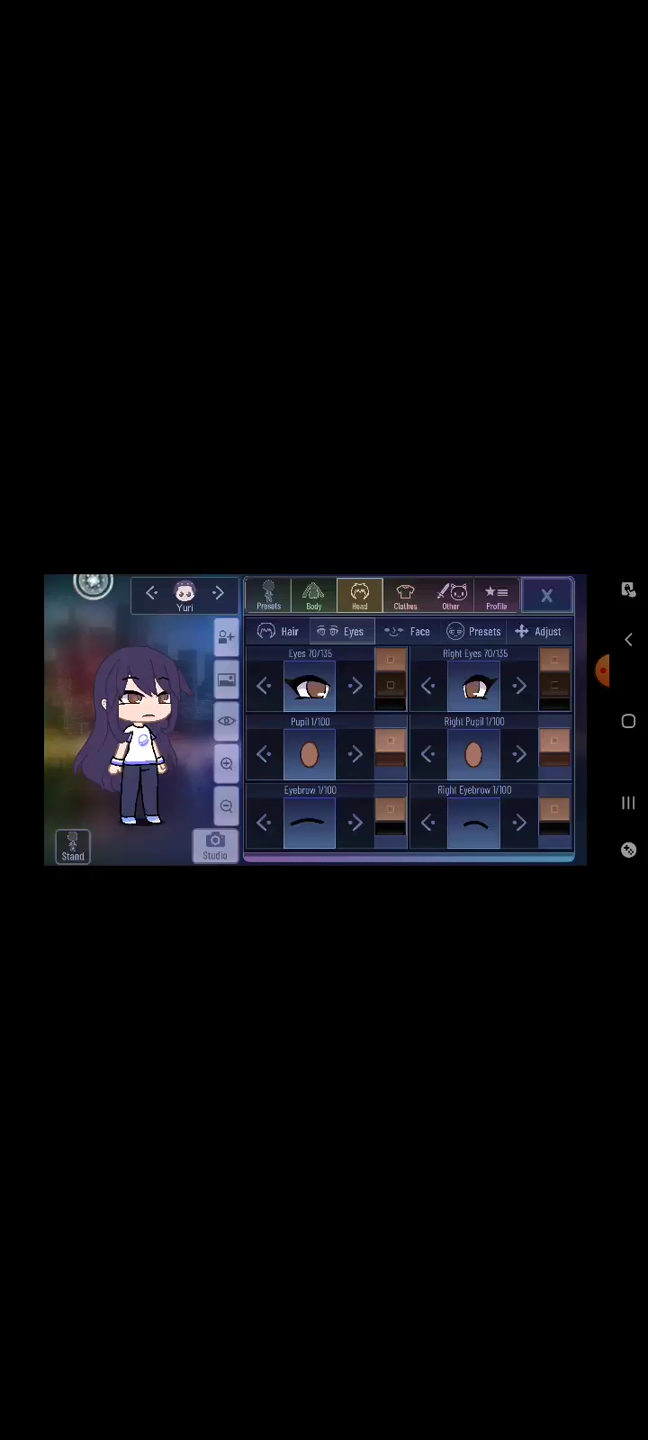 Yuri
Presets Body Head Clothes Other Profile X
Hair Eyes Face Presets Adjust
Eyes 70/135 Right Eyes 70/135
Pupil 1/100 Right Pupil 1/100
Eyebrow 1/100 Right Eyebrow 1/100
Stand Studio